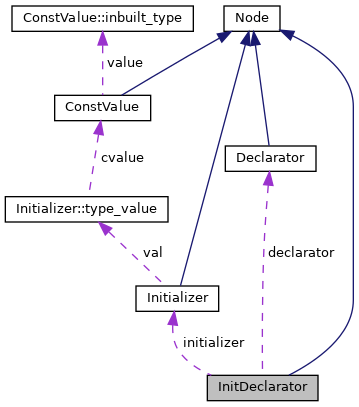 ConstValue::inbuilt_type
Node
value
ConstValue
cvalue
Declarator
Initializer::type_value
val
declarator
Initializer
initializer
InitDeclarator